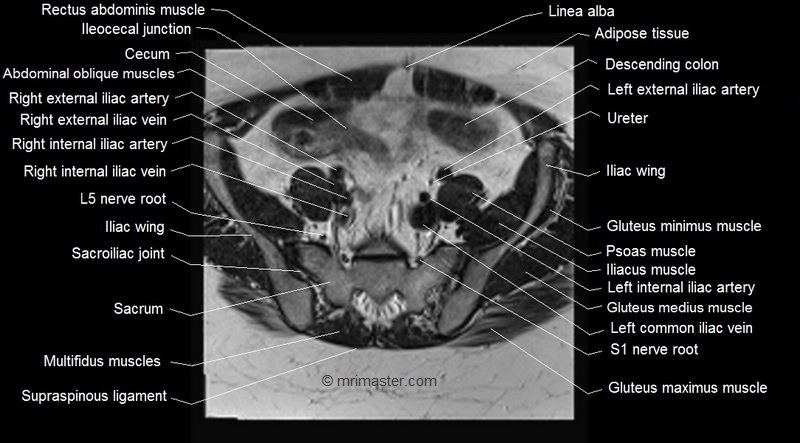 Rectus abdominis muscle
Ileocecal junction
Cecum
Abdominal oblique muscles
Right external iliac artery
Right external iliac vein
Right internal iliac artery
Right internal iliac vein
L5 nerve root
Iliac wing
Sacroiliac joint
Sacrum
Multifidus muscles
Supraspinous ligament
Linea alba
Adipose tissue
Descending colon
Left external iliac artery
Ureter
Iliac wing
Gluteus minimus muscle
Psoas muscle
Iliacus muscle
Left internal iliac artery
Gluteus medius muscle
Left common iliac vein
S1 nerve root
Gluteus maximus muscle
© mrimaster.com